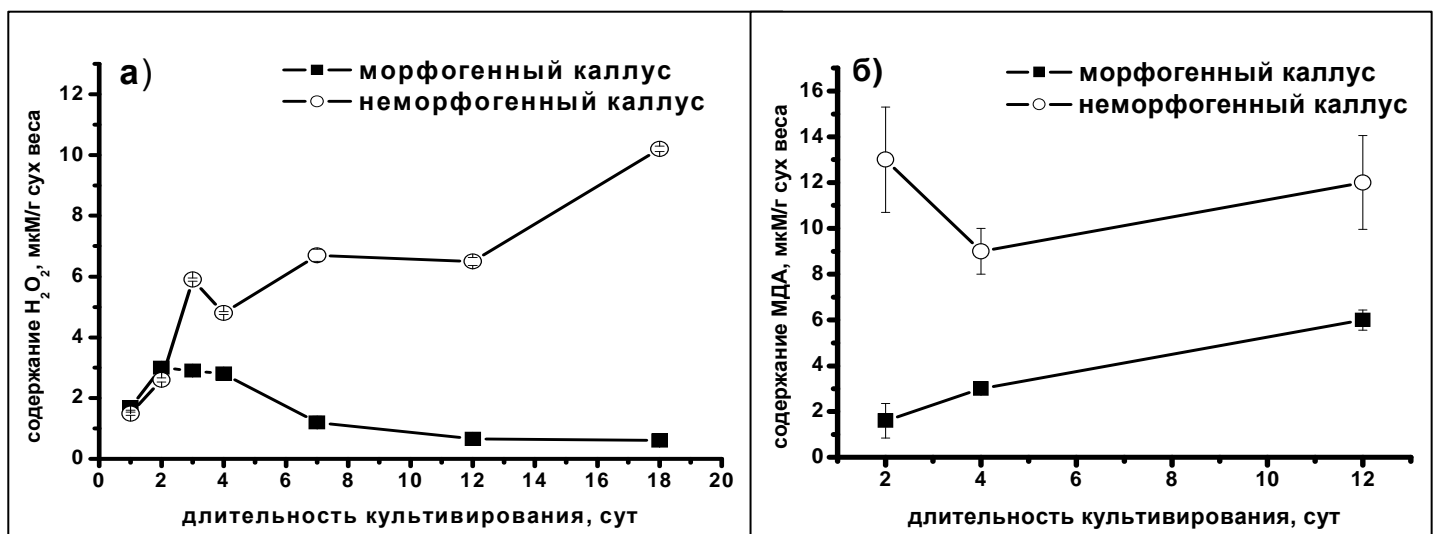 а)
морфогенный каллус
неморфогенный каллус
содержание H₂O₂, мкМ/г сух веса
12
10
8
6
4
2
0
0 2 4 6 8 10 12 14 16 18 20
длительность культивирования, сут
б)
морфогенный каллус
неморфогенный каллус
содержание МДА, мкМ/г сух веса
16
14
12
10
8
6
4
2
0
2 4 6 8 10 12
длительность культивирования, сут